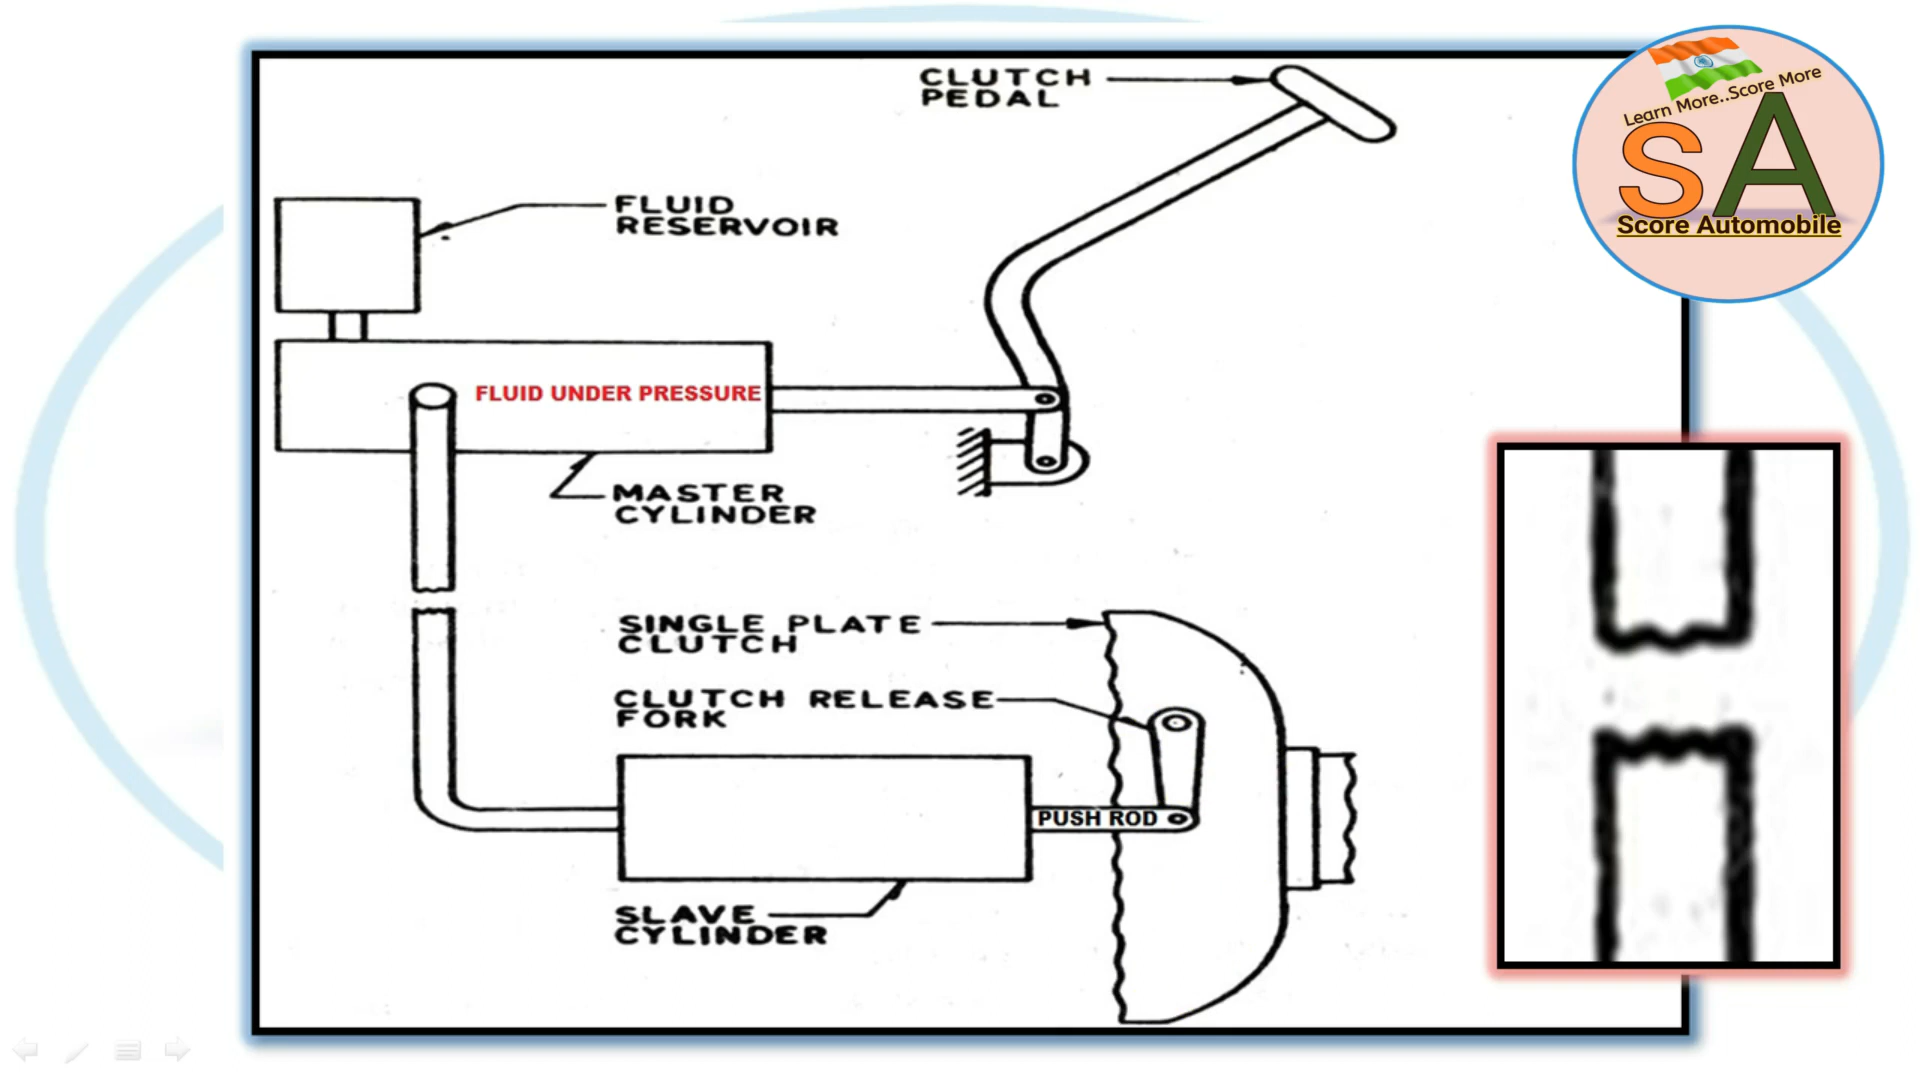 CLUTCH
PEDAL
Learn More..Score More
SA
Score Automobile
FLUID
RESERVOIR
FLUID UNDER PRESSURE
MASTER
CYLINDER
SINGLE PLATE
CLUTCH
CLUTCH RELEASE
FORK
PUSH ROD
SLAVE
CYLINDER